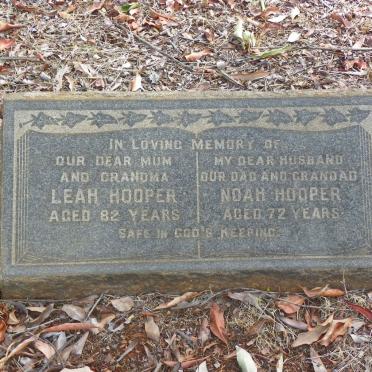 IN LOVING MEMORY OF
OUR DEAR MUM
AND GRANDMA
LEAH HOOPER
AGED 82 YEARS
MY DEAR HUSBAND
OUR DAD AND GRANDAD
NOAH HOOPER
AGED 72 YEARS
SAFE IN GOD'S KEEPING.